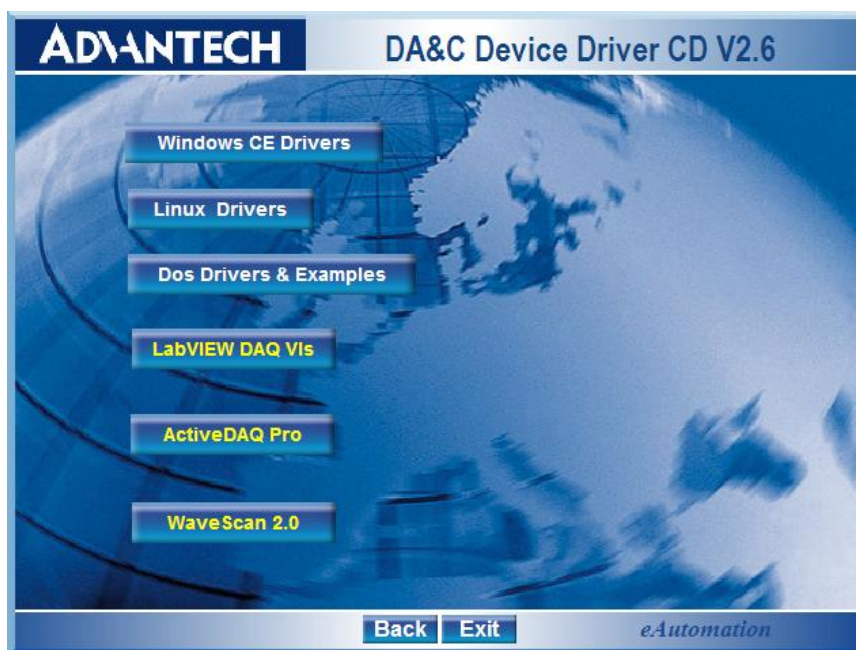 ADVANTECH
DA&C Device Driver CD V2.6
Windows CE Drivers
Linux Drivers
Dos Drivers & Examples
LabVIEW DAQ VIs
ActiveDAQ Pro
WaveScan 2.0
Back
Exit
eAutomation